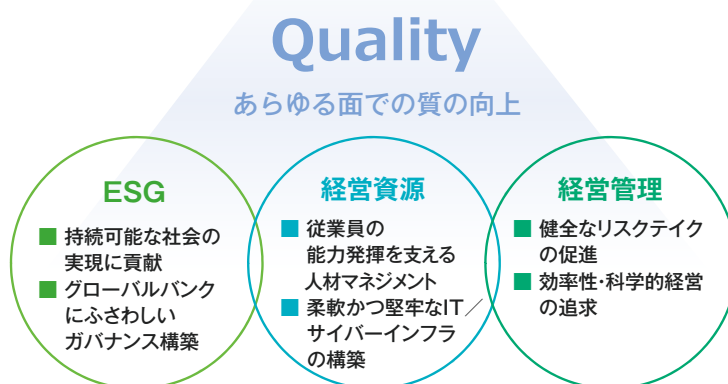 Quality
あらゆる面での質の向上
ESG
■ 持続可能な社会の
実現に貢献
■ グローバルバンク
にふさわしい
ガバナンス構築
経営資源
■ 従業員の
能力発揮を支える
人材マネジメント
■ 柔軟かつ堅牢なIT／
サイバーインフラ
の構築
経営管理
■ 健全なリスクテイク
の促進
■ 効率性・科学的経営
の追求